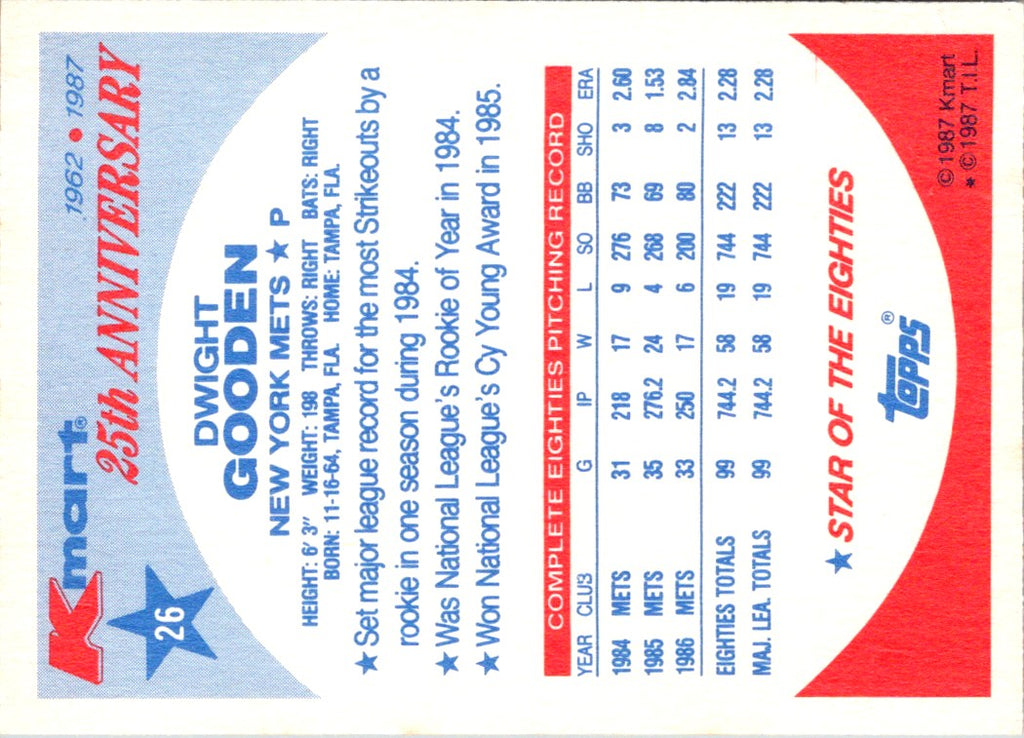 Kmart®
1962 • 1987
25th ANNIVERSARY
26
DWIGHT
GOODEN
NEW YORK METS ★ P
HEIGHT: 6' 3" WEIGHT: 198 THROWS: RIGHT BATS: RIGHT
BORN: 11-16-64, TAMPA, FLA. HOME: TAMPA, FLA.
★ Set major league record for the most Strikeouts by a
rookie in one season during 1984.
★ Was National League's Rookie of Year in 1984.
★ Won National League's Cy Young Award in 1985.
COMPLETE EIGHTIES PITCHING RECORD
YEAR CLUB G IP W L SO BB SHO ERA
1984 METS 31 218 17 9 276 73 3 2.60
1985 METS 35 276.2 24 4 268 69 8 1.53
1986 METS 33 250 17 6 200 80 2 2.84
EIGHTIES TOTALS 99 744.2 58 19 744 222 13 2.28
MAJ. LEA. TOTALS 99 744.2 58 19 744 222 13 2.28
★ STAR OF THE EIGHTIES
topps®
© 1987 Kmart
* © 1987 T.I.L.